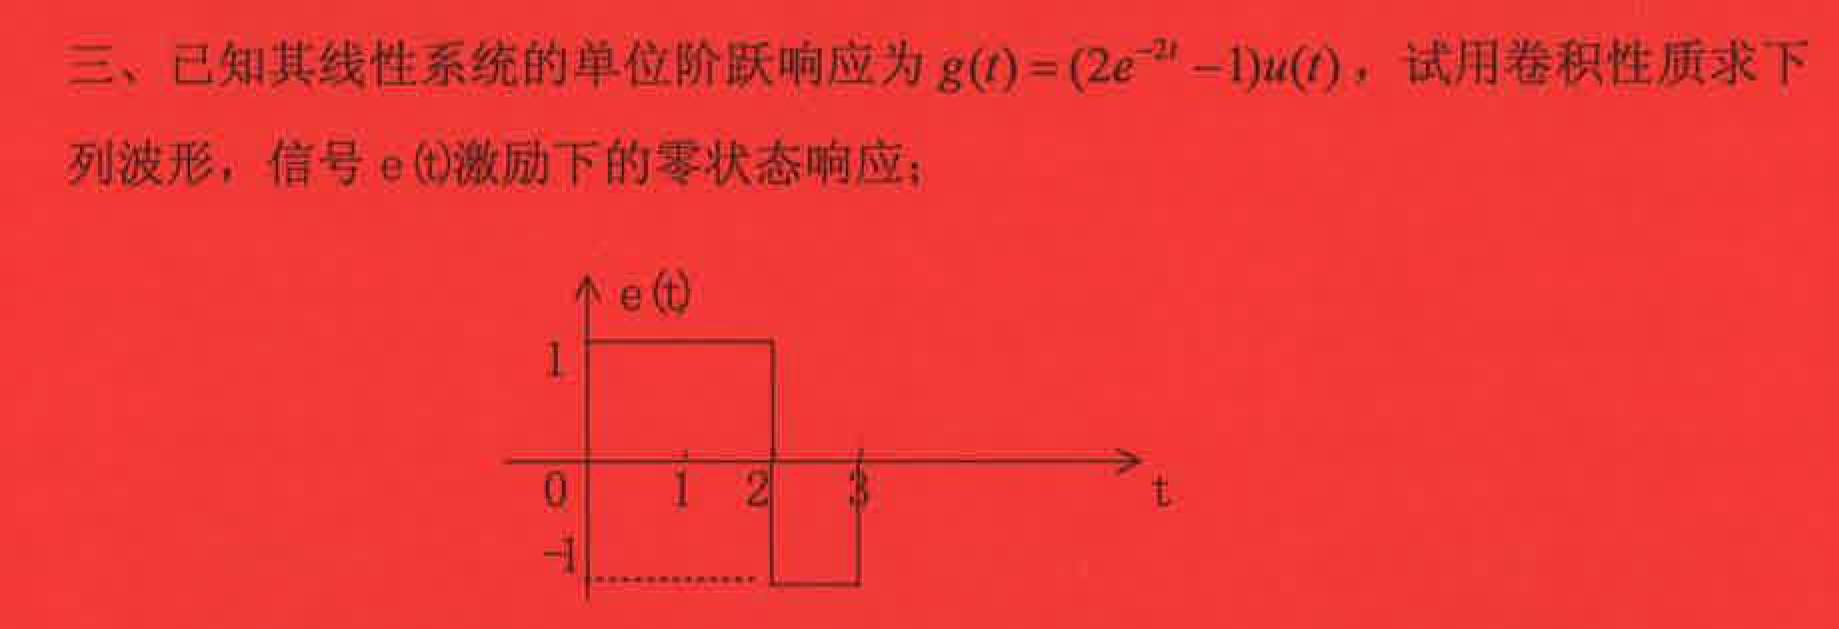 三、已知其线性系统的单位阶跃响应为 g(t) = (2e^{-2t} -1)u(t)，试用卷积性质求下
列波形，信号 e(t)激励下的零状态响应；
e(t)
1
0 1 2 3 t
-1